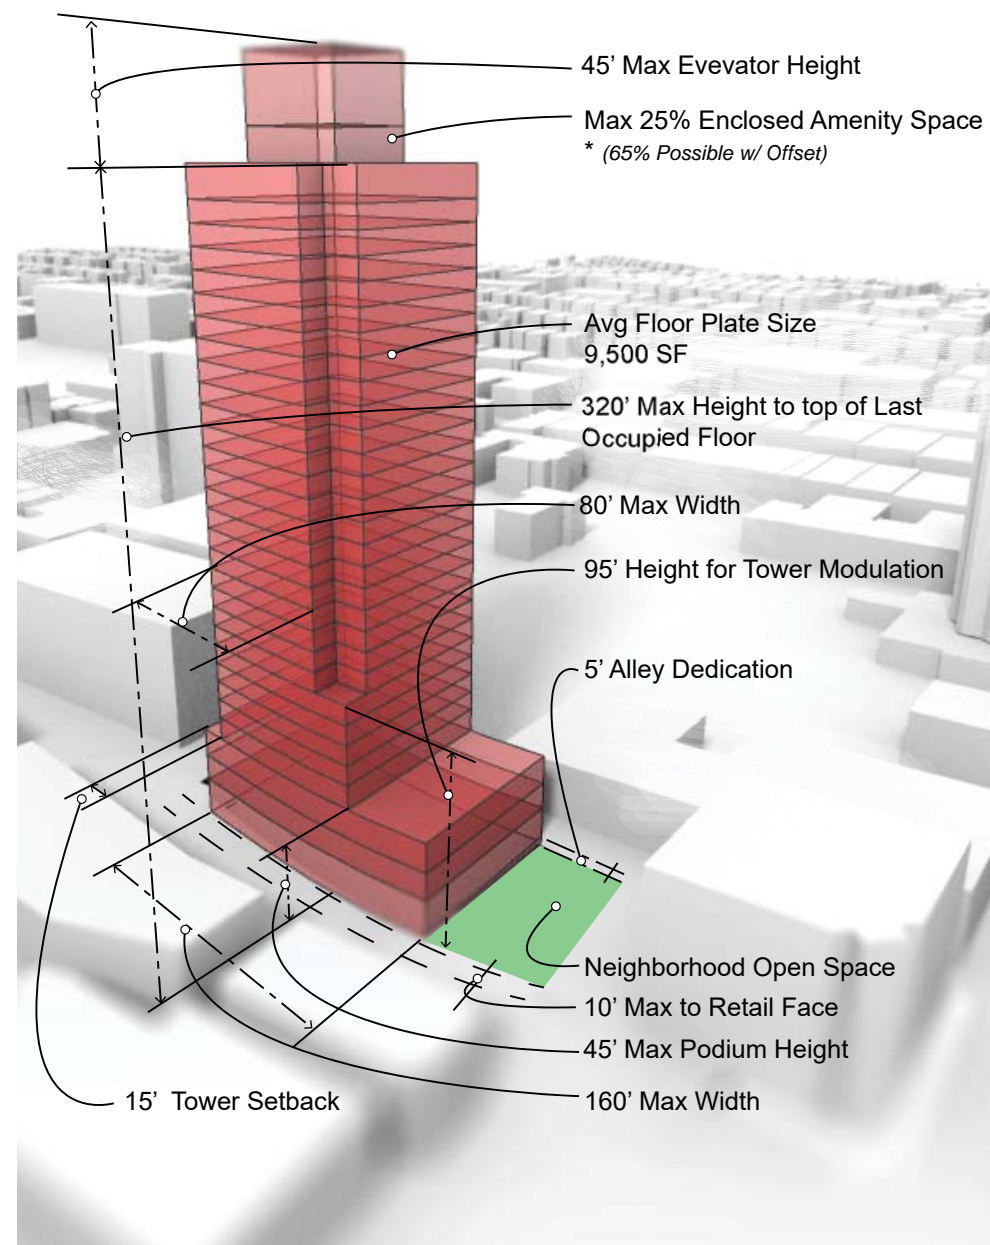 45’ Max Evevator Height
Max 25% Enclosed Amenity Space
* (65% Possible w/ Offset)
Avg Floor Plate Size
9,500 SF
320’ Max Height to top of Last
Occupied Floor
80’ Max Width
95’ Height for Tower Modulation
5’ Alley Dedication
Neighborhood Open Space
10’ Max to Retail Face
45’ Max Podium Height
15’ Tower Setback
160’ Max Width